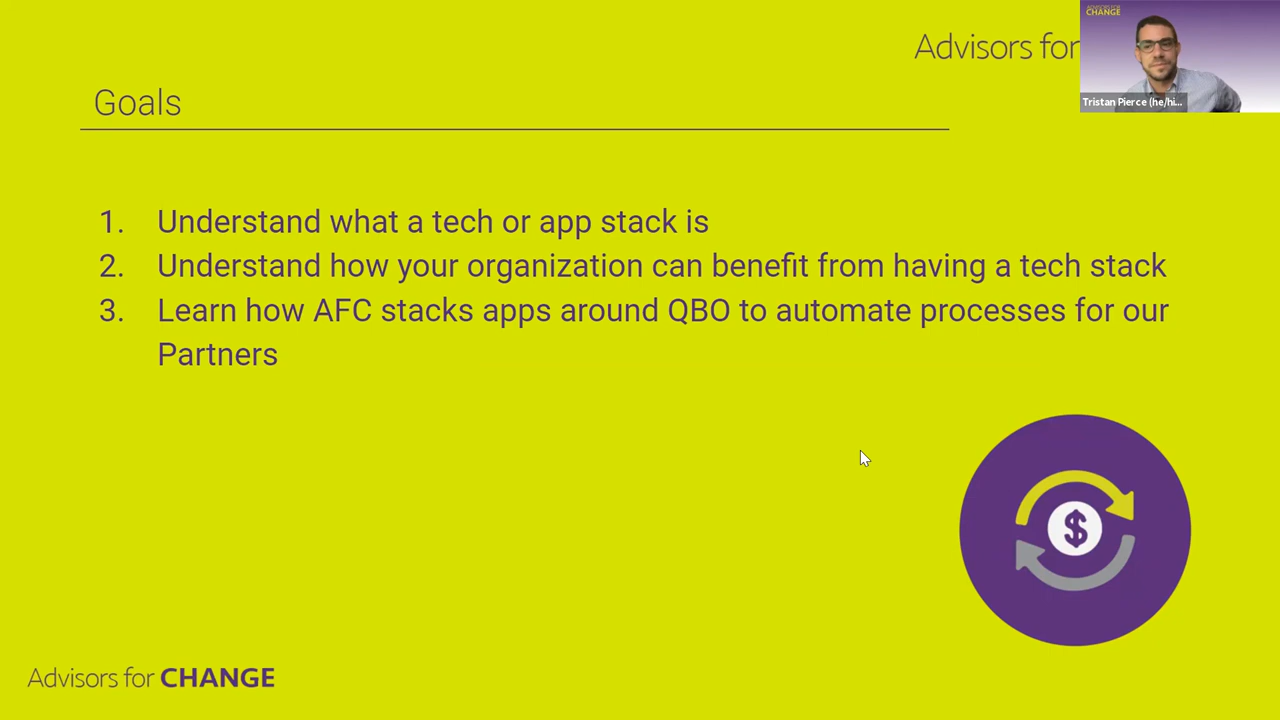 Advisors for
ADVISORS FOR
CHANGE
Tristan Pierce (he/hi...
Goals
1. Understand what a tech or app stack is
2. Understand how your organization can benefit from having a tech stack
3. Learn how AFC stacks apps around QBO to automate processes for our
Partners
$
Advisors for CHANGE